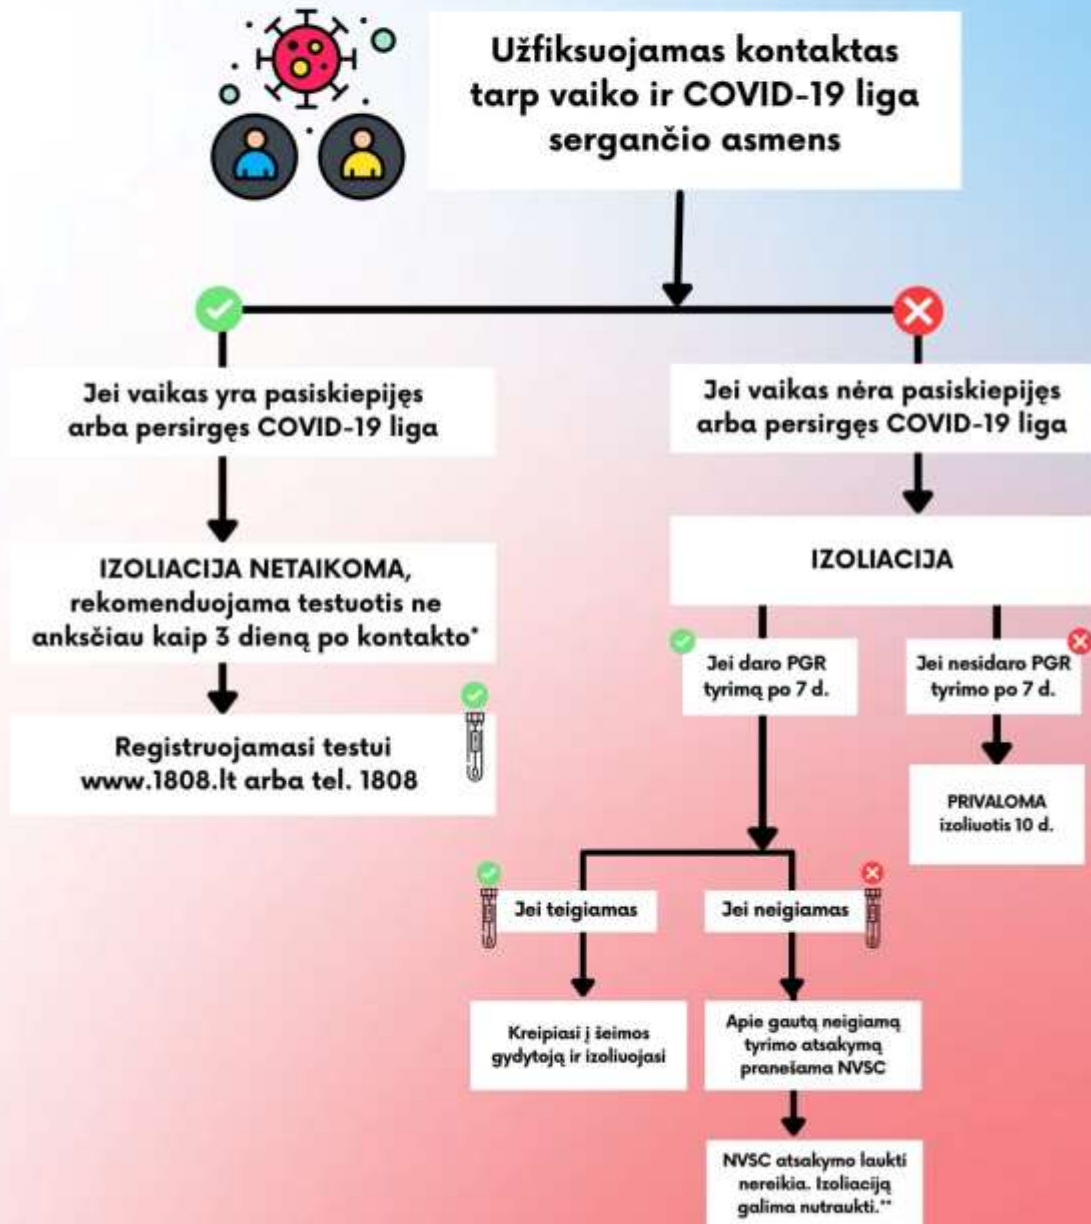 Užfiksuojamas kontaktas
tarp vaiko ir COVID-19 liga
sergančio asmens
Jei vaikas yra pasiskiepijęs
arba persirgęs COVID-19 liga
IZOLIACIJA NETAIKOMA,
rekomenduojama testuotis ne
anksčiau kaip 3 dieną po kontakto*
Registruojamasi testui
www.1808.lt arba tel. 1808
Jei vaikas nėra pasiskiepijęs
arba persirgęs COVID-19 liga
IZOLIACIJA
Jei daro PGR
tyrimą po 7 d.
Jei nesidaro PGR
tyrimo po 7 d.
PRIVALOMA
izoliuotis 10 d.
Jei teigiamas
Jei neigiamas
Kreipiasi į šeimos
gydytoją ir izoliuojasi
Apie gautą neigiamą
tyrimo atsakymą
pranešama NVSC
NVSC atsakymo laukti
nereikia. Izoliaciją
galima nutraukti.**